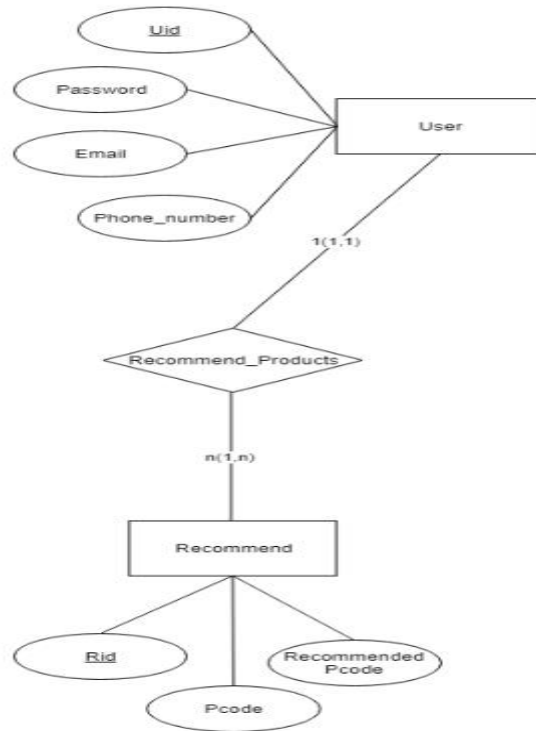 Uid
Password
User
Email
Phone_number
1(1,1)
Recommend_Products
n(1,n)
Recommend
Rid
Recommended
Pcode
Pcode